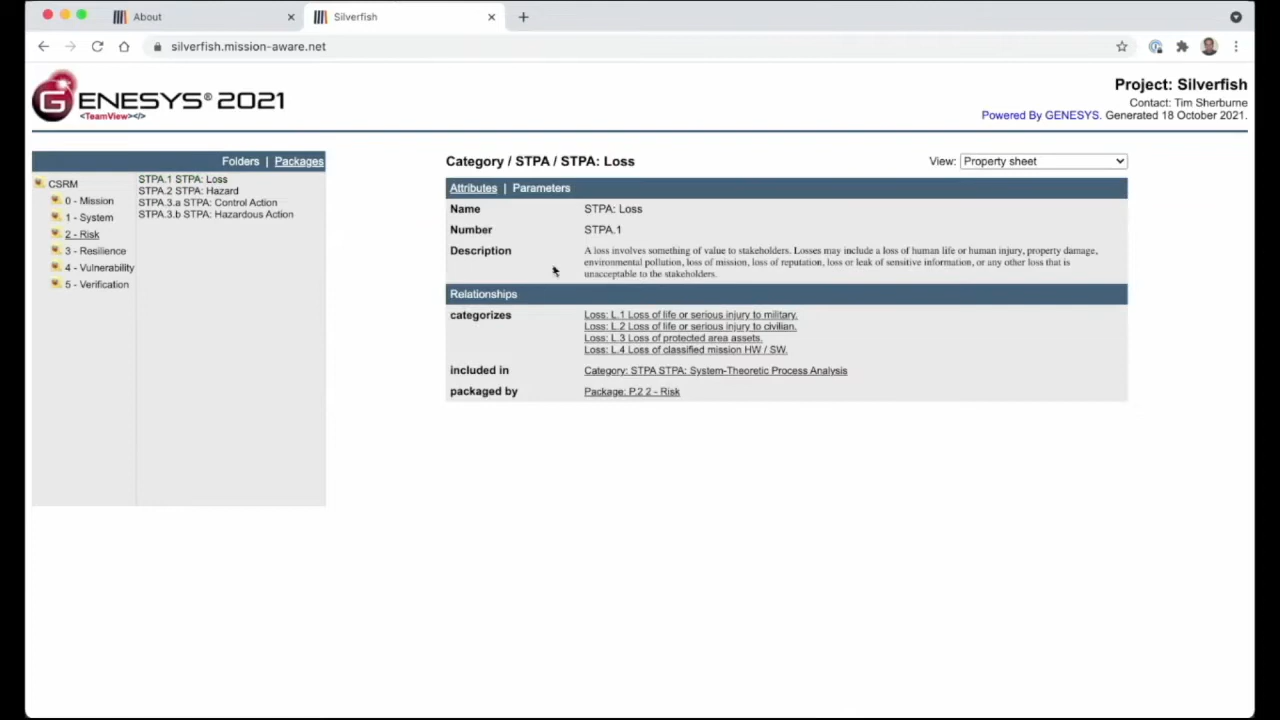 About
Silverfish
silverfish.mission-aware.net
GENESYS® 2021
<TeamView></>
Project: Silverfish
Contact: Tim Sherburne
Powered By GENESYS. Generated 18 October 2021.
Folders | Packages
CSRM
0 - Mission
1 - System
2 - Risk
3 - Resilience
4 - Vulnerability
5 - Verification
STPA.1 STPA: Loss
STPA.2 STPA: Hazard
STPA.3.a STPA: Control Action
STPA.3.b STPA: Hazardous Action
Category / STPA / STPA: Loss
View: Property sheet
Attributes | Parameters
Name STPA: Loss
Number STPA.1
Description A loss involves something of value to stakeholders. Losses may include a loss of human life or human injury, property damage,
environmental pollution, loss of mission, loss of reputation, loss or leak of sensitive information, or any other loss that is
unacceptable to the stakeholders.
Relationships
categorizes Loss: L.1 Loss of life or serious injury to military.
Loss: L.2 Loss of life or serious injury to civilian.
Loss: L.3 Loss of protected area assets.
Loss: L.4 Loss of classified mission HW / SW.
included in Category: STPA STPA: System-Theoretic Process Analysis
packaged by Package: P.2 2 - Risk